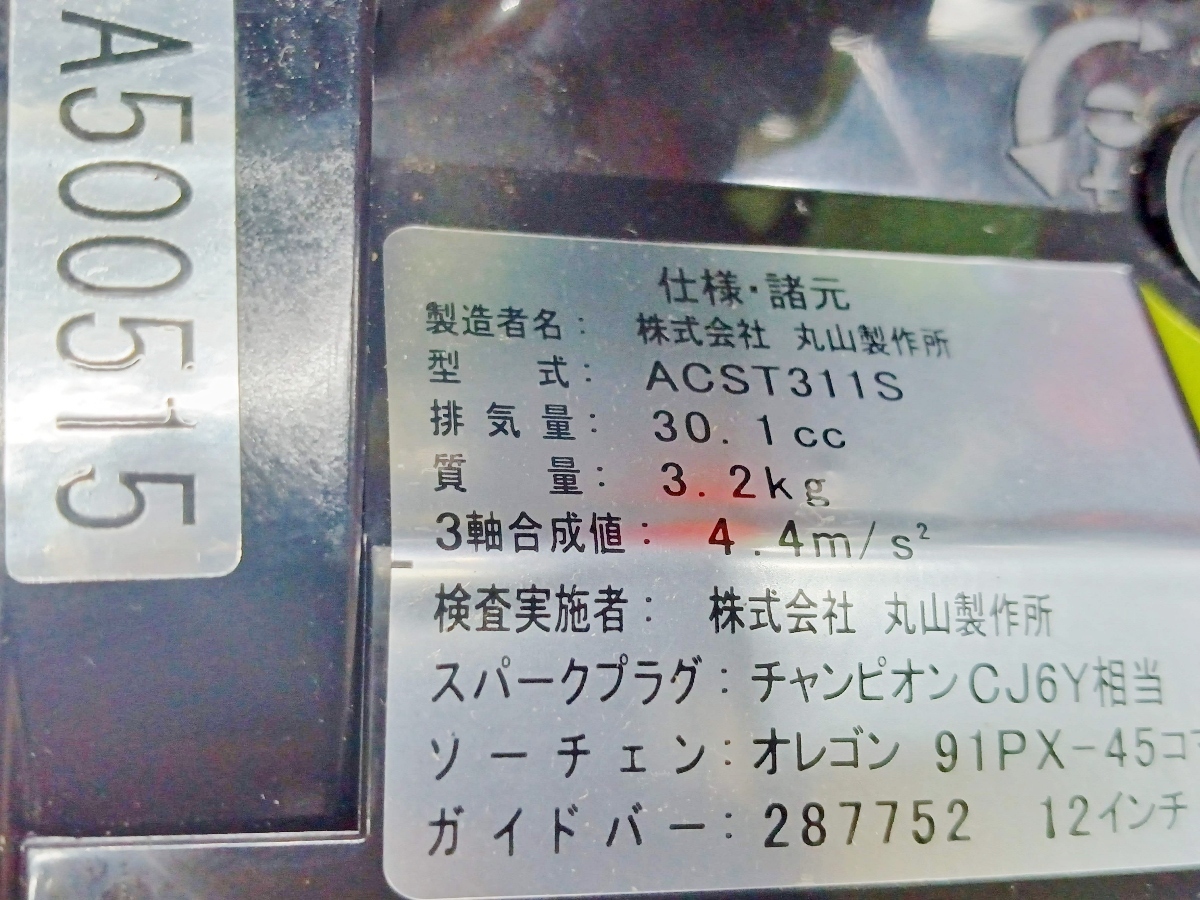 A500515
仕様・諸元
製造者名: 株式会社 丸山製作所
型 式: ACST311S
排気量: 30.1cc
質 量: 3.2kg
3軸合成値: 4.4m/s²
検査実施者: 株式会社 丸山製作所
スパークプラグ: チャンピオンCJ6Y相当
ソーチェン: オレゴン 91PX-45コマ
ガイドバー: 287752 12インチ